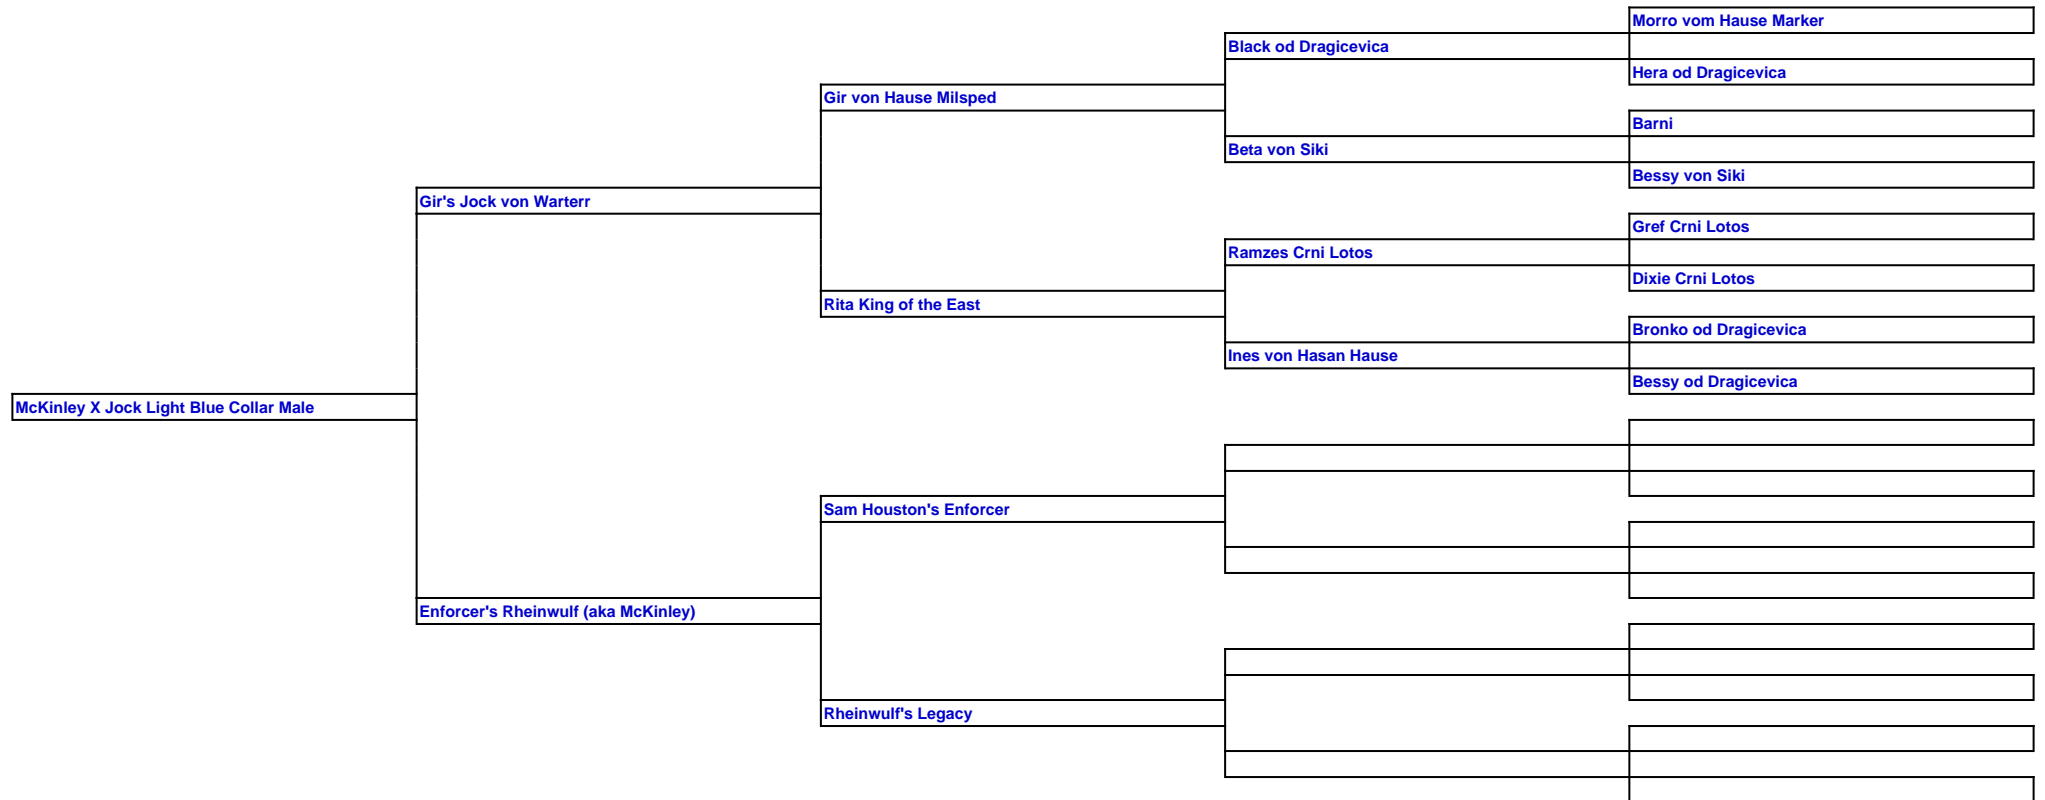 Morro vom Hause Marker
Black od Dragicevica
Hera od Dragicevica
Gir von Hause Milsped
Barni
Beta von Siki
Bessy von Siki
Gir's Jock von Warterr
Gref Crni Lotos
Ramzes Crni Lotos
Dixie Crni Lotos
Rita King of the East
Bronko od Dragicevica
Ines von Hasan Hause
Bessy od Dragicevica
McKinley X Jock Light Blue Collar Male
Sam Houston's Enforcer
Enforcer's Rheinwulf (aka McKinley)
Rheinwulf's Legacy